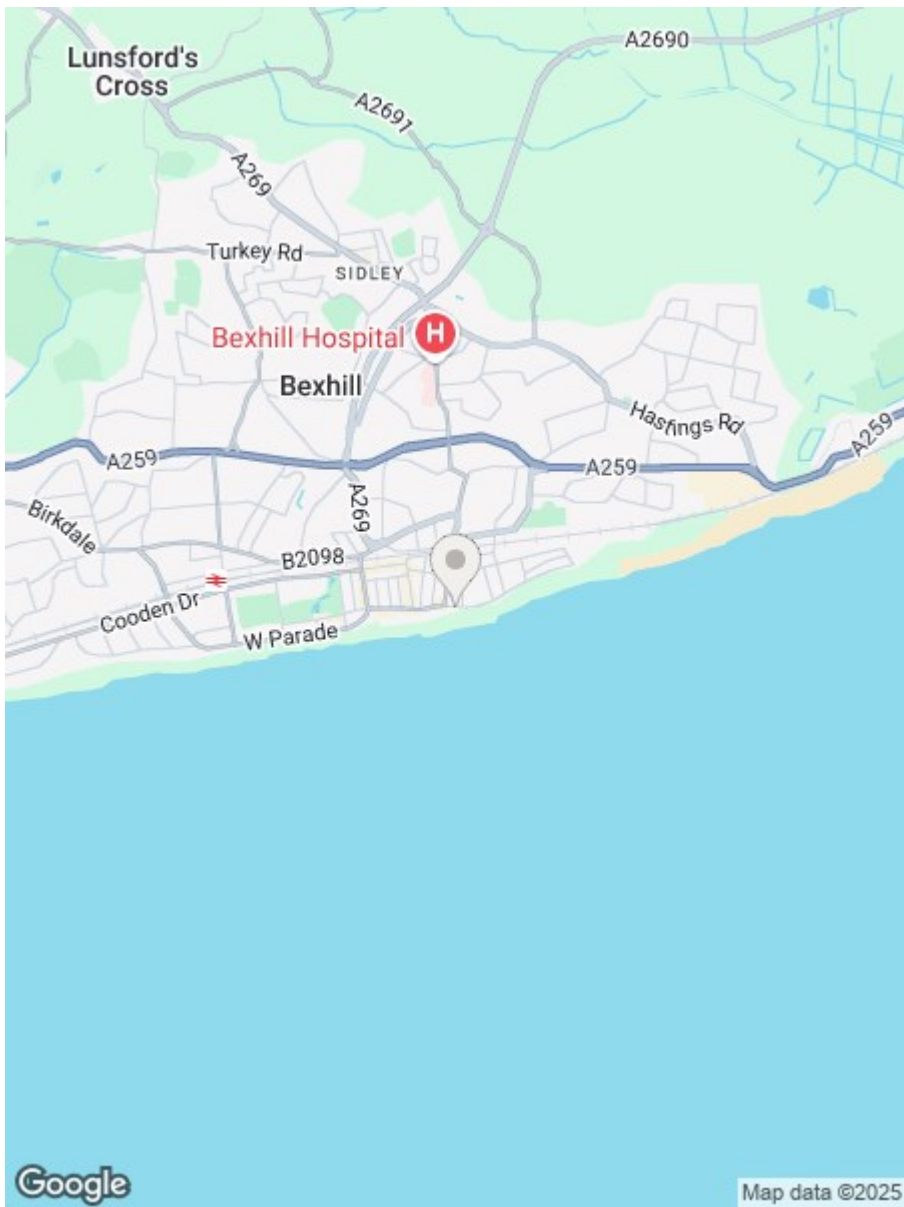 A2690
Lunsford's
Cross
A2691
A269
Turkey Rd
SIDLEY
Bexhill Hospital
H
Bexhill
Hastings Rd
A259
A259
A259
A269
Birkdale
B2098
Cooden Dr
W Parade
Google
Map data ©2025